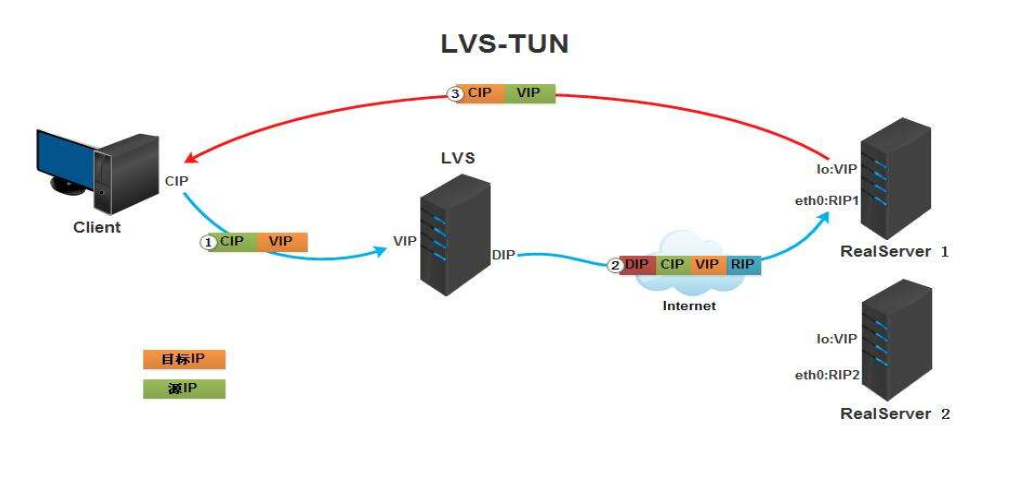 LVS-TUN
③ CIP VIP
LVS
lo:VIP
CIP
eth0:RIP1
Client
① CIP VIP
VIP
DIP
RealServer 1
② DIP CIP VIP RIP
Internet
lo:VIP
目标IP
eth0:RIP2
源IP
RealServer 2